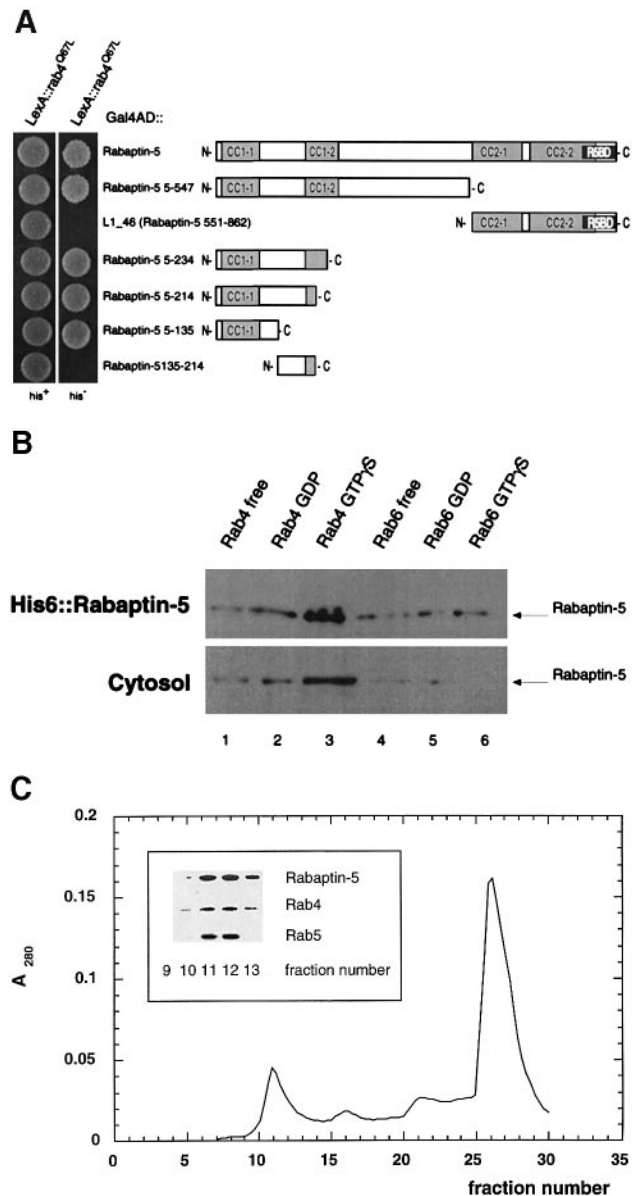 A
LexA::rab4Q67L
LexA::rab4Q67L
Gal4AD::
Rabaptin-5 N- CC1-1 CC1-2 CC2-1 CC2-2 R5BD -C
Rabaptin-5 5-547 N- CC1-1 CC1-2 -C
L1_46 (Rabaptin-5 551-862) N- CC2-1 CC2-2 R5BD -C
Rabaptin-5 5-234 N- CC1-1 -C
Rabaptin-5 5-214 N- CC1-1 -C
Rabaptin-5 5-135 N- CC1-1 C
Rabaptin-5135-214 N- -C
his+ his-
B
Rab4 free
Rab4 GDP
Rab4 GTPγS
Rab6 free
Rab6 GDP
Rab6 GTPγS
His6::Rabaptin-5 Rabaptin-5
Cytosol Rabaptin-5
1 2 3 4 5 6
C
0.2
0.15
0.1
0.05
0
A 280
Rabaptin-5
Rab4
Rab5
9 10 11 12 13 fraction number
0 5 10 15 20 25 30 35
fraction number